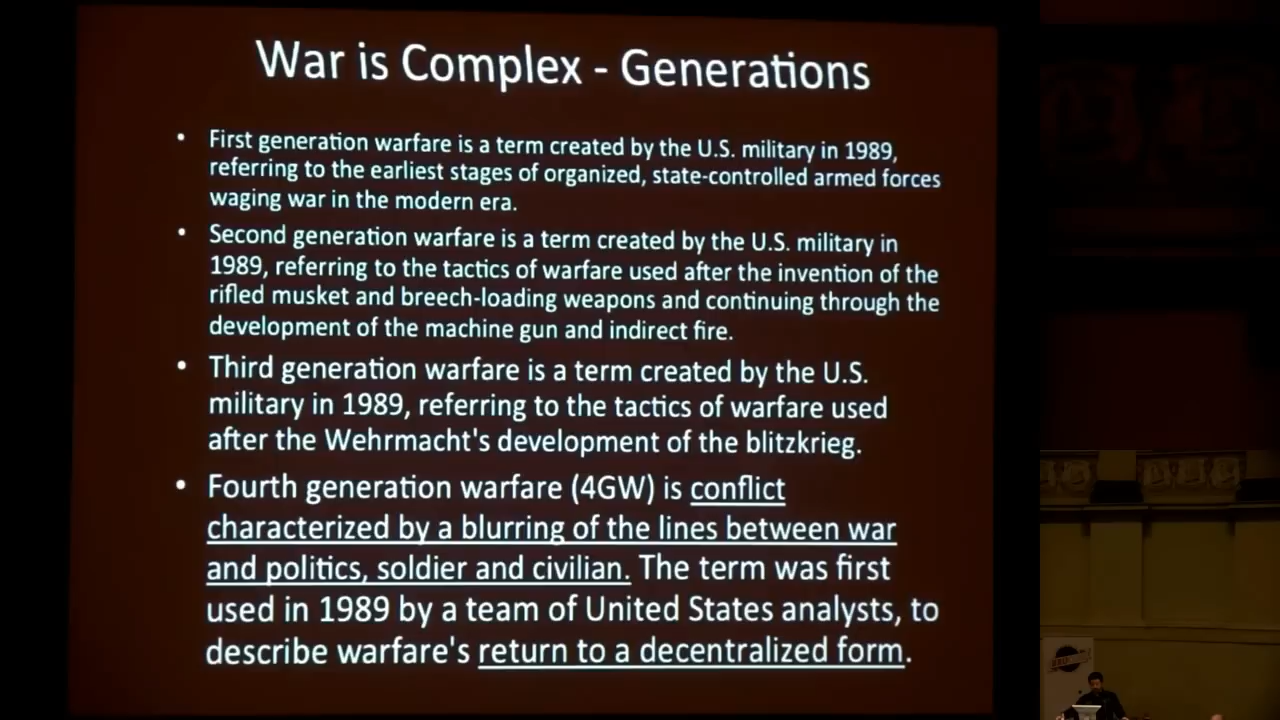 War is Complex - Generations
• First generation warfare is a term created by the U.S. military in 1989,
referring to the earliest stages of organized, state-controlled armed forces
waging war in the modern era.
• Second generation warfare is a term created by the U.S. military in
1989, referring to the tactics of warfare used after the invention of the
rifled musket and breech-loading weapons and continuing through the
development of the machine gun and indirect fire.
• Third generation warfare is a term created by the U.S.
military in 1989, referring to the tactics of warfare used
after the Wehrmacht's development of the blitzkrieg.
• Fourth generation warfare (4GW) is conflict
characterized by a blurring of the lines between war
and politics, soldier and civilian. The term was first
used in 1989 by a team of United States analysts, to
describe warfare's return to a decentralized form.